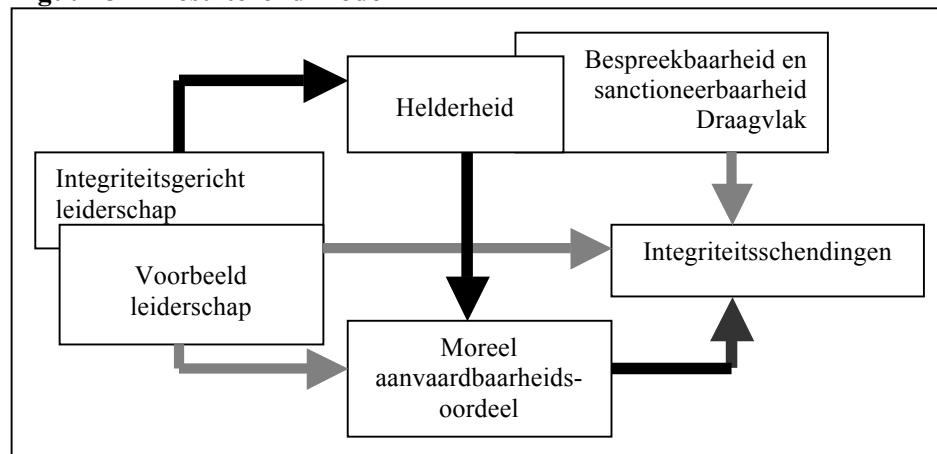 Bespreekbaarheid en
sanctioneerbaarheid
Draagvlak
Helderheid
Integriteitsgericht
leiderschap
Voorbeeld
leiderschap
Integriteitsschendingen
Moreel
aanvaardbaarheids-
oordeel